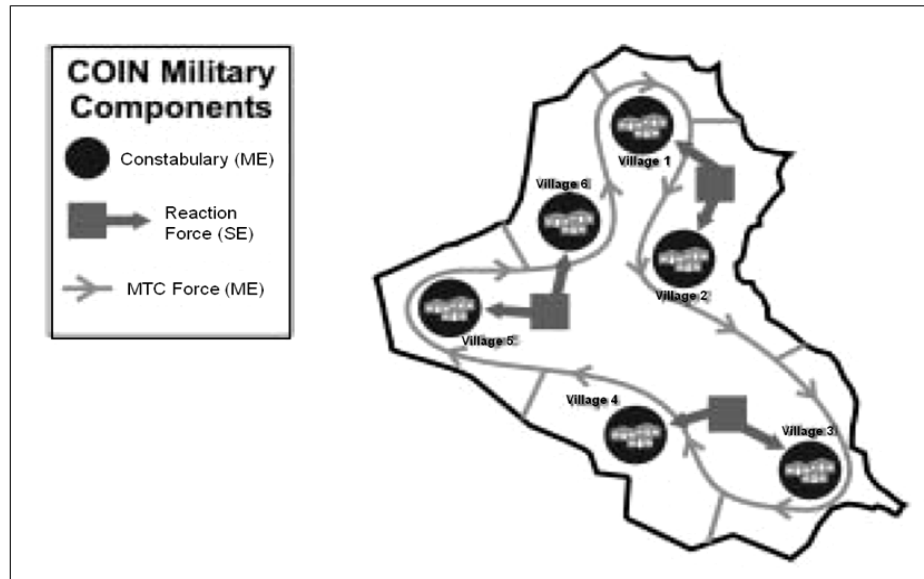 COIN Military
Components
Constabulary (ME)
Reaction
Force (SE)
MTC Force (ME)
Village 1
Village 6
Village 2
Village 5
Village 4
Village 3